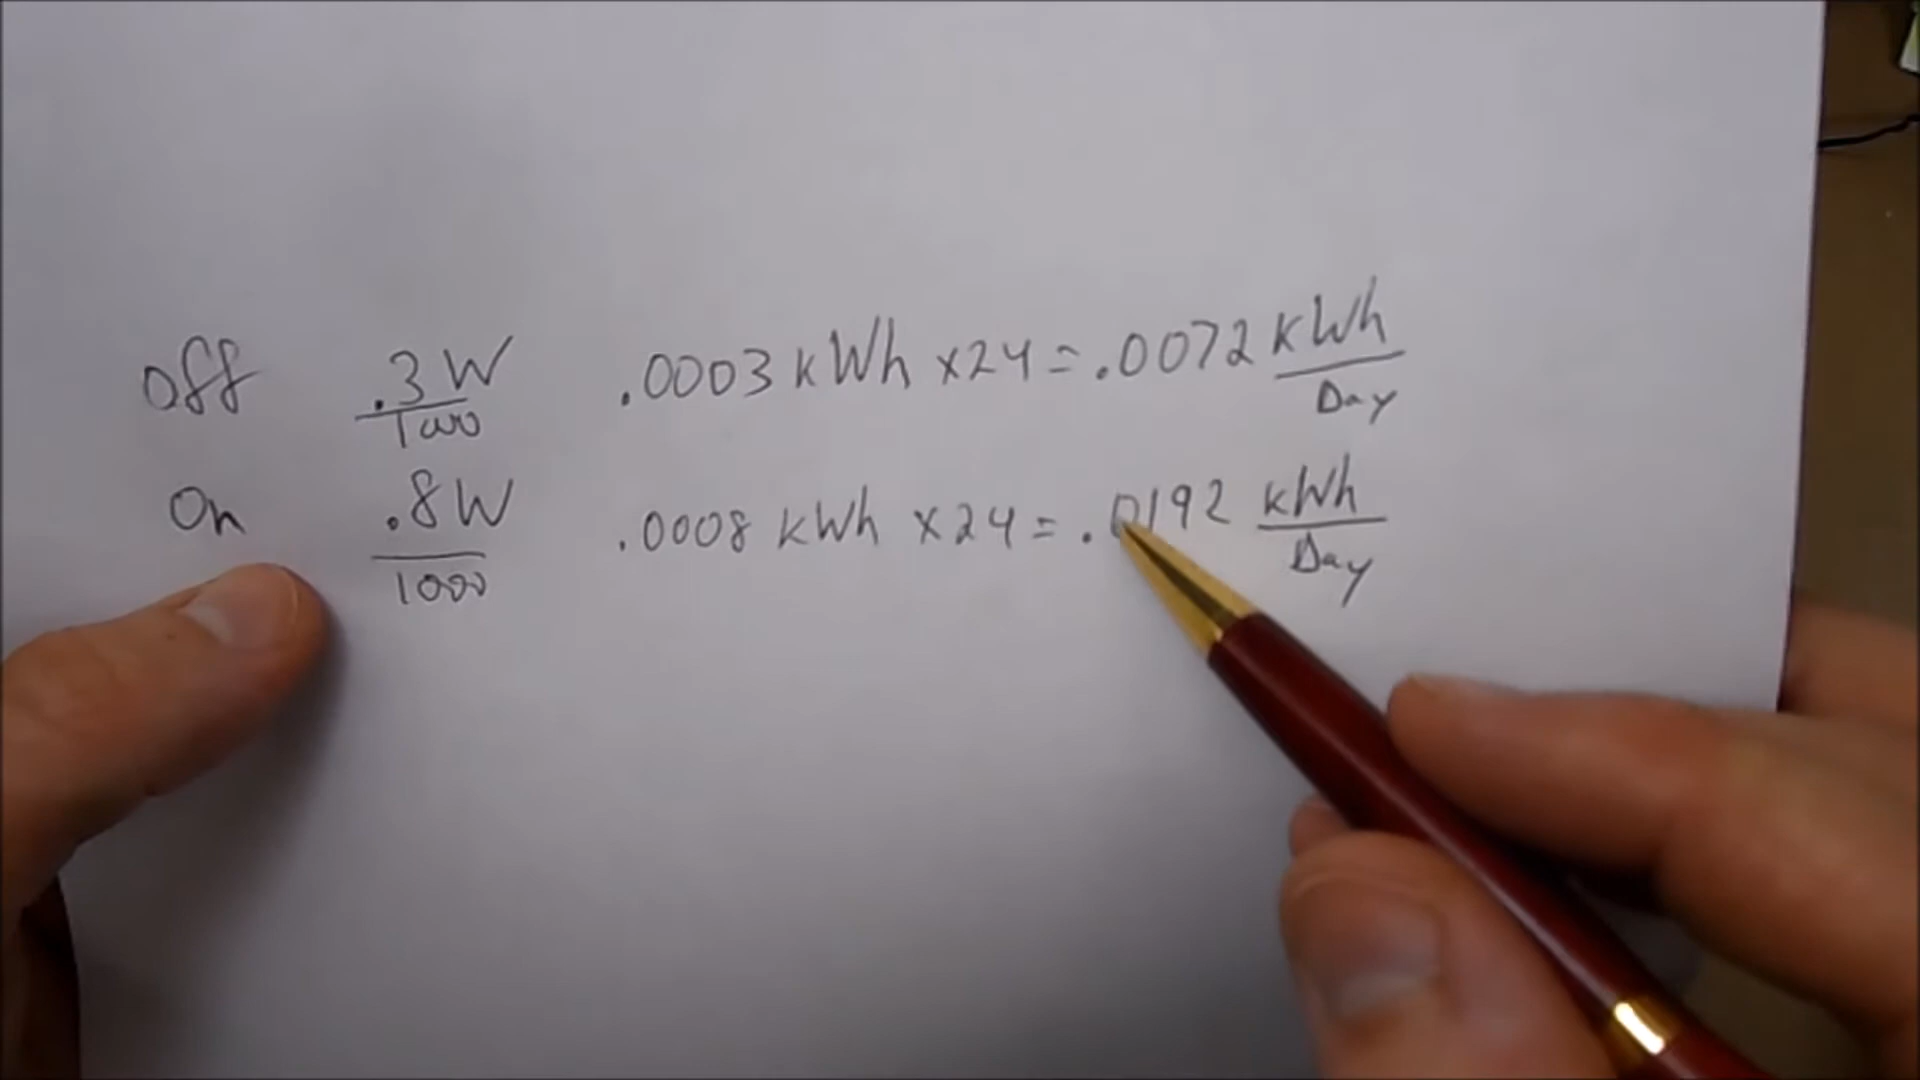 Off .3W .0003 kWh x24 = .0072 kWh
1000 Day
On .8W .0008 kWh x24 = .0192 kWh
1000 Day